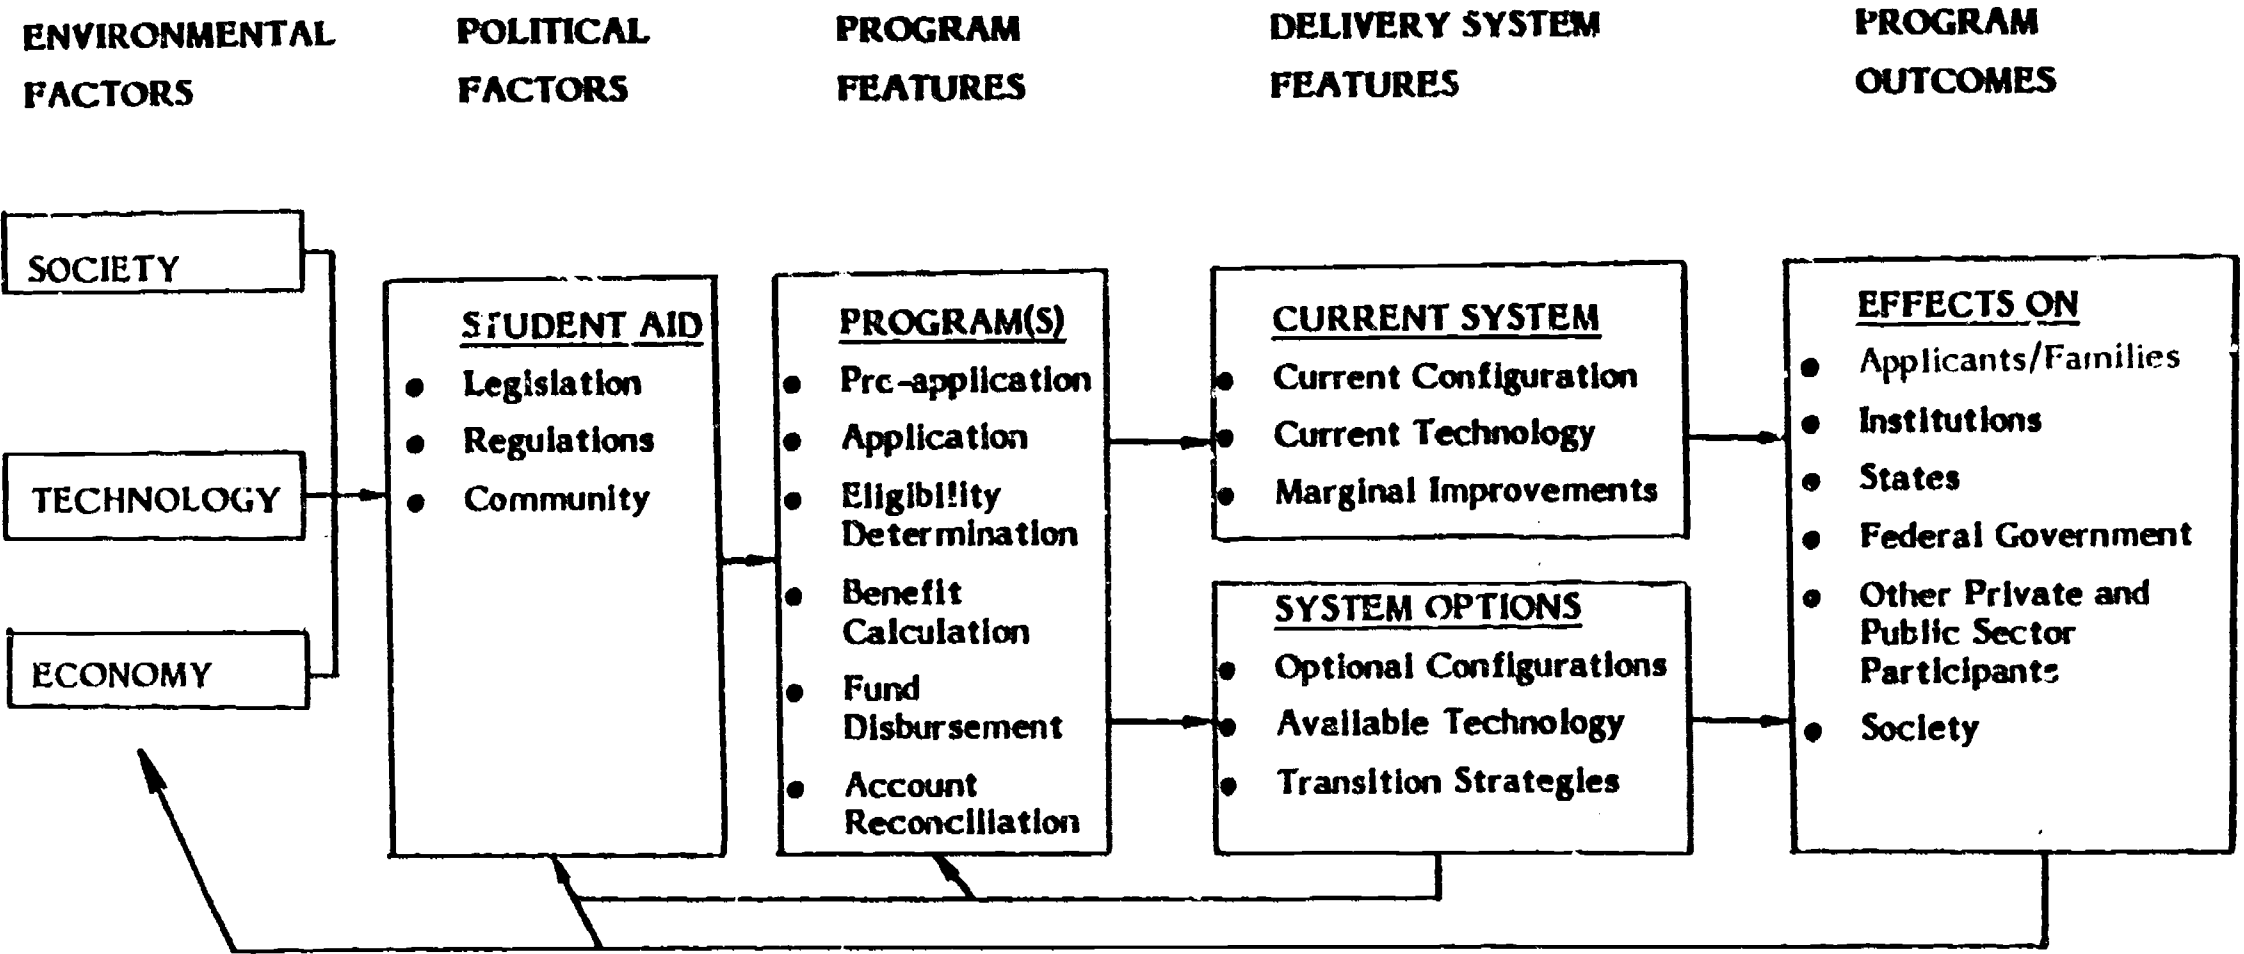 ENVIRONMENTAL
FACTORS
POLITICAL
FACTORS
PROGRAM
FEATURES
DELIVERY SYSTEM
FEATURES
PROGRAM
OUTCOMES
SOCIETY
TECHNOLOGY
ECONOMY
STUDENT AID
• Legislation
• Regulations
• Community
PROGRAM(S)
• Pre-application
• Application
• Eligibility
Determination
• Benefit
Calculation
• Fund
Disbursement
• Account
Reconciliation
CURRENT SYSTEM
• Current Configuration
• Current Technology
• Marginal Improvements
SYSTEM OPTIONS
• Optional Configurations
• Available Technology
• Transition Strategies
EFFECTS ON
• Applicants/Families
• Institutions
• States
• Federal Government
• Other Private and
Public Sector
Participants
• Society